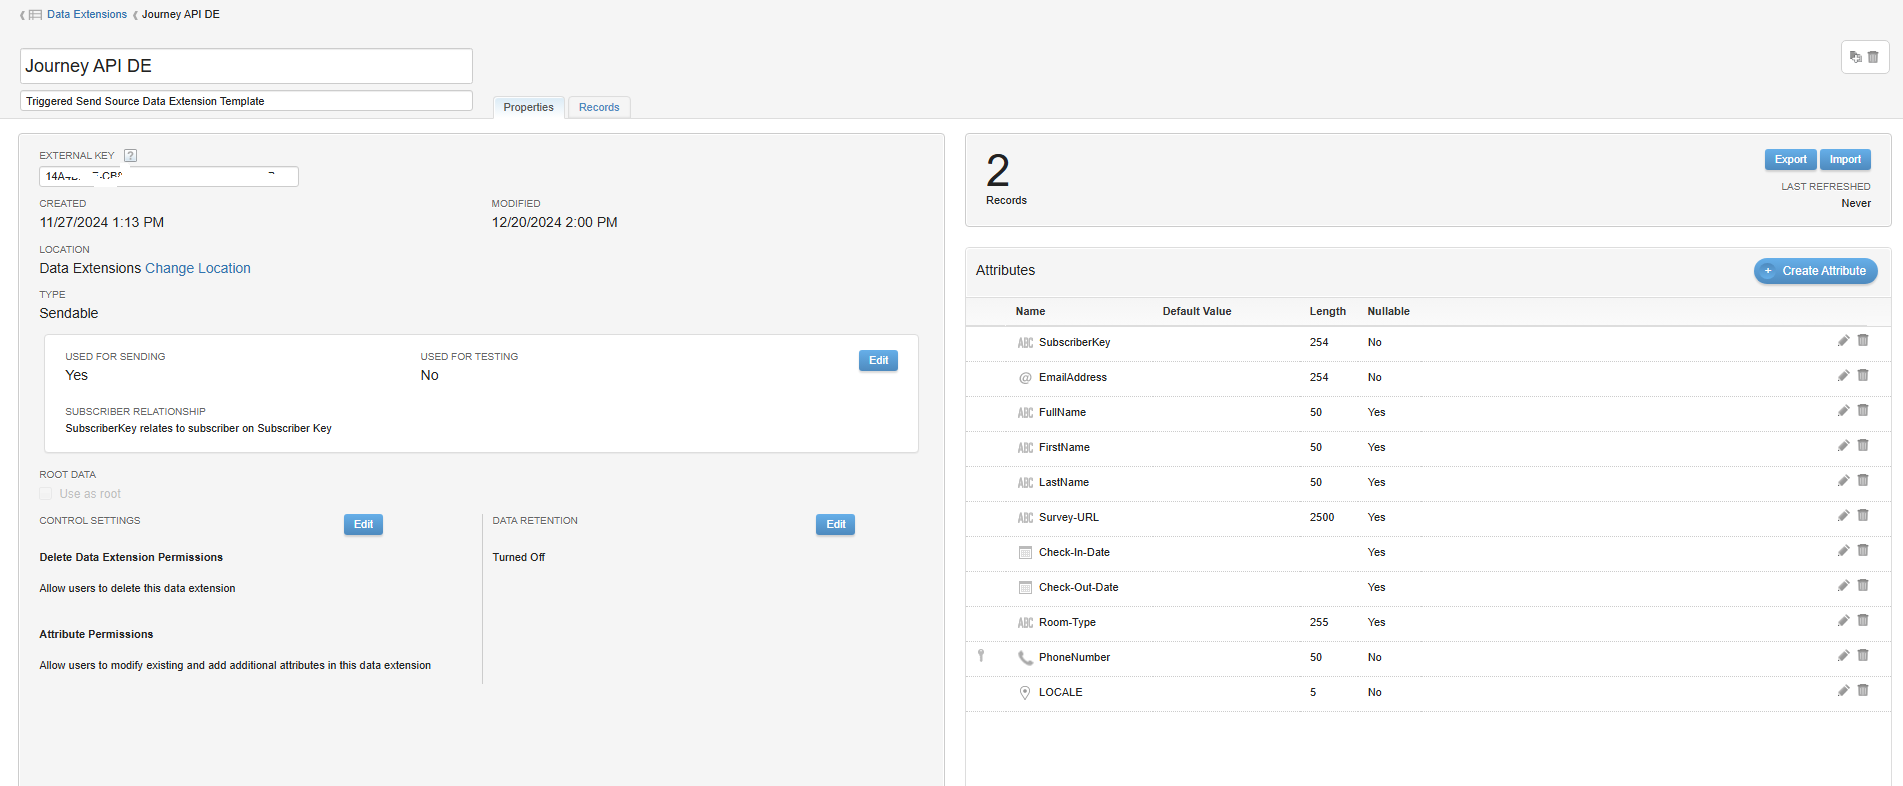 Data Extensions Journey API DE
Journey API DE
Triggered Send Source Data Extension Template
Properties Records
EXTERNAL KEY ?
CREATED MODIFIED
11/27/2024 1:13 PM 12/20/2024 2:00 PM
LOCATION
Data Extensions Change Location
TYPE
Sendable
USED FOR SENDING USED FOR TESTING Edit
Yes No
SUBSCRIBER RELATIONSHIP
SubscriberKey relates to subscriber on Subscriber Key
ROOT DATA
Use as root
CONTROL SETTINGS Edit DATA RETENTION Edit
Delete Data Extension Permissions Turned Off
Allow users to delete this data extension
Attribute Permissions
Allow users to modify existing and add additional attributes in this data extension
2 Export Import
Records LAST REFRESHED
Never
Attributes + Create Attribute
Name Default Value Length Nullable
ABC SubscriberKey 254 No
@ EmailAddress 254 No
ABC FullName 50 Yes
ABC FirstName 50 Yes
ABC LastName 50 Yes
ABC Survey-URL 2500 Yes
Check-In-Date Yes
Check-Out-Date Yes
ABC Room-Type 255 Yes
PhoneNumber 50 No
LOCALE 5 No